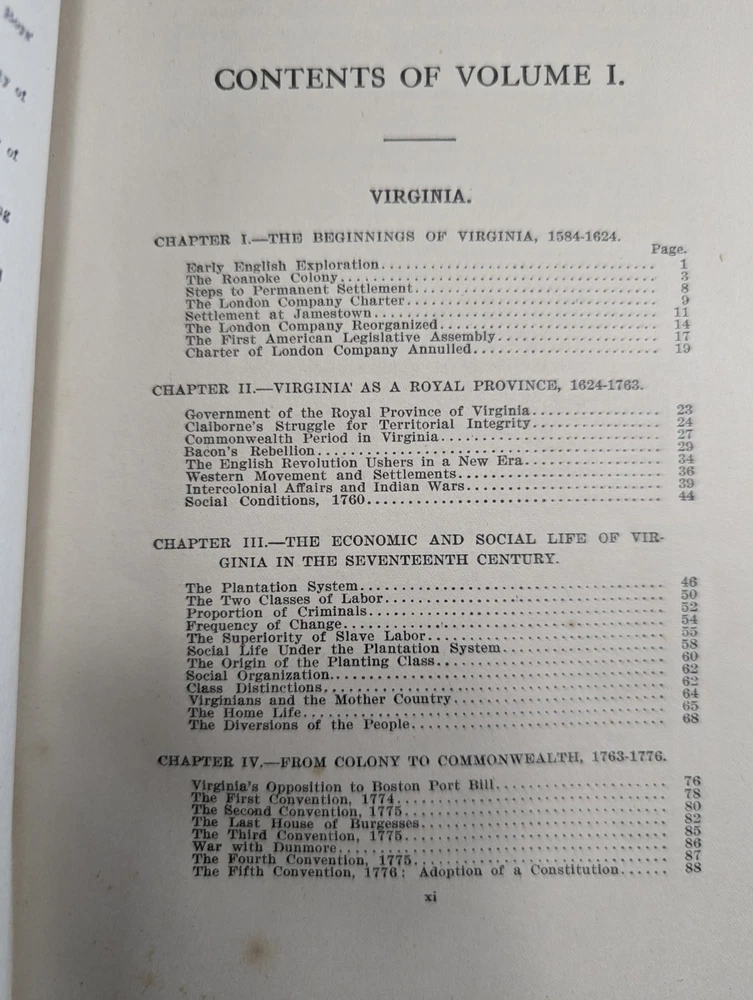 CONTENTS OF VOLUME I.
VIRGINIA.
CHAPTER I.—THE BEGINNINGS OF VIRGINIA, 1584-1624.
Page.
Early English Exploration........................................ 1
The Roanoke Colony........................................ 3
Steps to Permanent Settlement........................................ 8
The London Company Charter........................................ 9
Settlement at Jamestown........................................ 11
The London Company Reorganized........................................ 14
The First American Legislative Assembly........................................ 17
Charter of London Company Annulled........................................ 19
CHAPTER II.—VIRGINIA AS A ROYAL PROVINCE, 1624-1763.
Government of the Royal Province of Virginia.................... 23
Claiborne's Struggle for Territorial Integrity.................... 24
Commonwealth Period in Virginia.................... 27
Bacon's Rebellion.................... 29
The English Revolution Ushers in a New Era.................... 34
Western Movement and Settlements.................... 36
Intercolonial Affairs and Indian Wars.................... 39
Social Conditions, 1760.................... 44
CHAPTER III.—THE ECONOMIC AND SOCIAL LIFE OF VIR-
GINIA IN THE SEVENTEENTH CENTURY.
The Plantation System.................... 46
The Two Classes of Labor.................... 50
Proportion of Criminals.................... 52
Frequency of Change.................... 54
The Superiority of Slave Labor.................... 55
Social Life Under the Plantation System.................... 58
The Origin of the Planting Class.................... 60
Social Organization.................... 62
Class Distinctions.................... 62
Virginians and the Mother Country.................... 64
The Home Life.................... 65
The Diversions of the People.................... 68
CHAPTER IV.—FROM COLONY TO COMMONWEALTH, 1763-1776.
Virginia's Opposition to Boston Port Bill.................... 76
The First Convention, 1774.................... 78
The Second Convention, 1775.................... 80
The Last House of Burgesses.................... 82
The Third Convention, 1775.................... 85
War with Dunmore.................... 86
The Fourth Convention, 1775.................... 87
The Fifth Convention, 1776: Adoption of a Constitution...... 88
xi